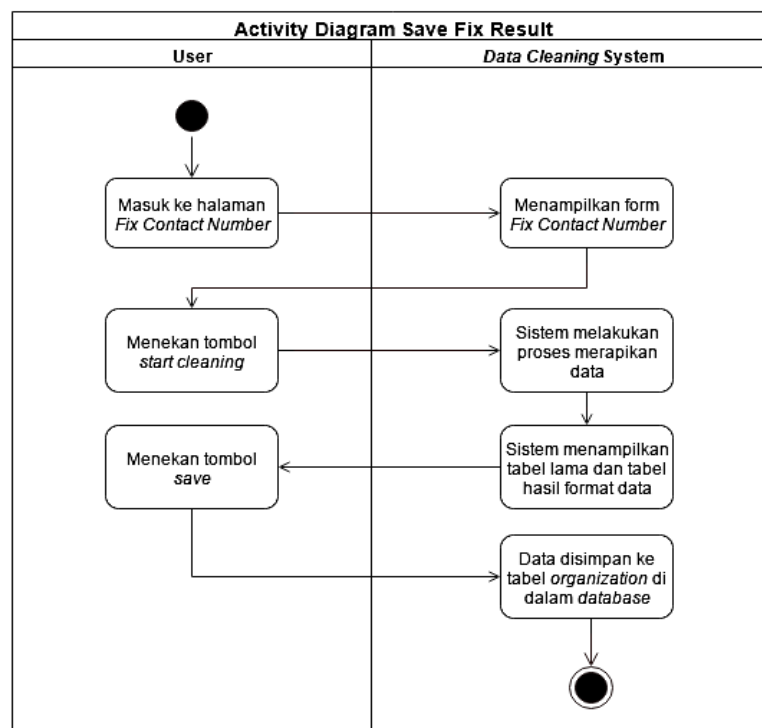 Activity Diagram Save Fix Result
User
Data Cleaning System
Masuk ke halaman
Fix Contact Number
Menampilkan form
Fix Contact Number
Menekan tombol
start cleaning
Sistem melakukan
proses merapikan
data
Sistem menampilkan
tabel lama dan tabel
hasil format data
Menekan tombol
save
Data disimpan ke
tabel organization di
dalam database